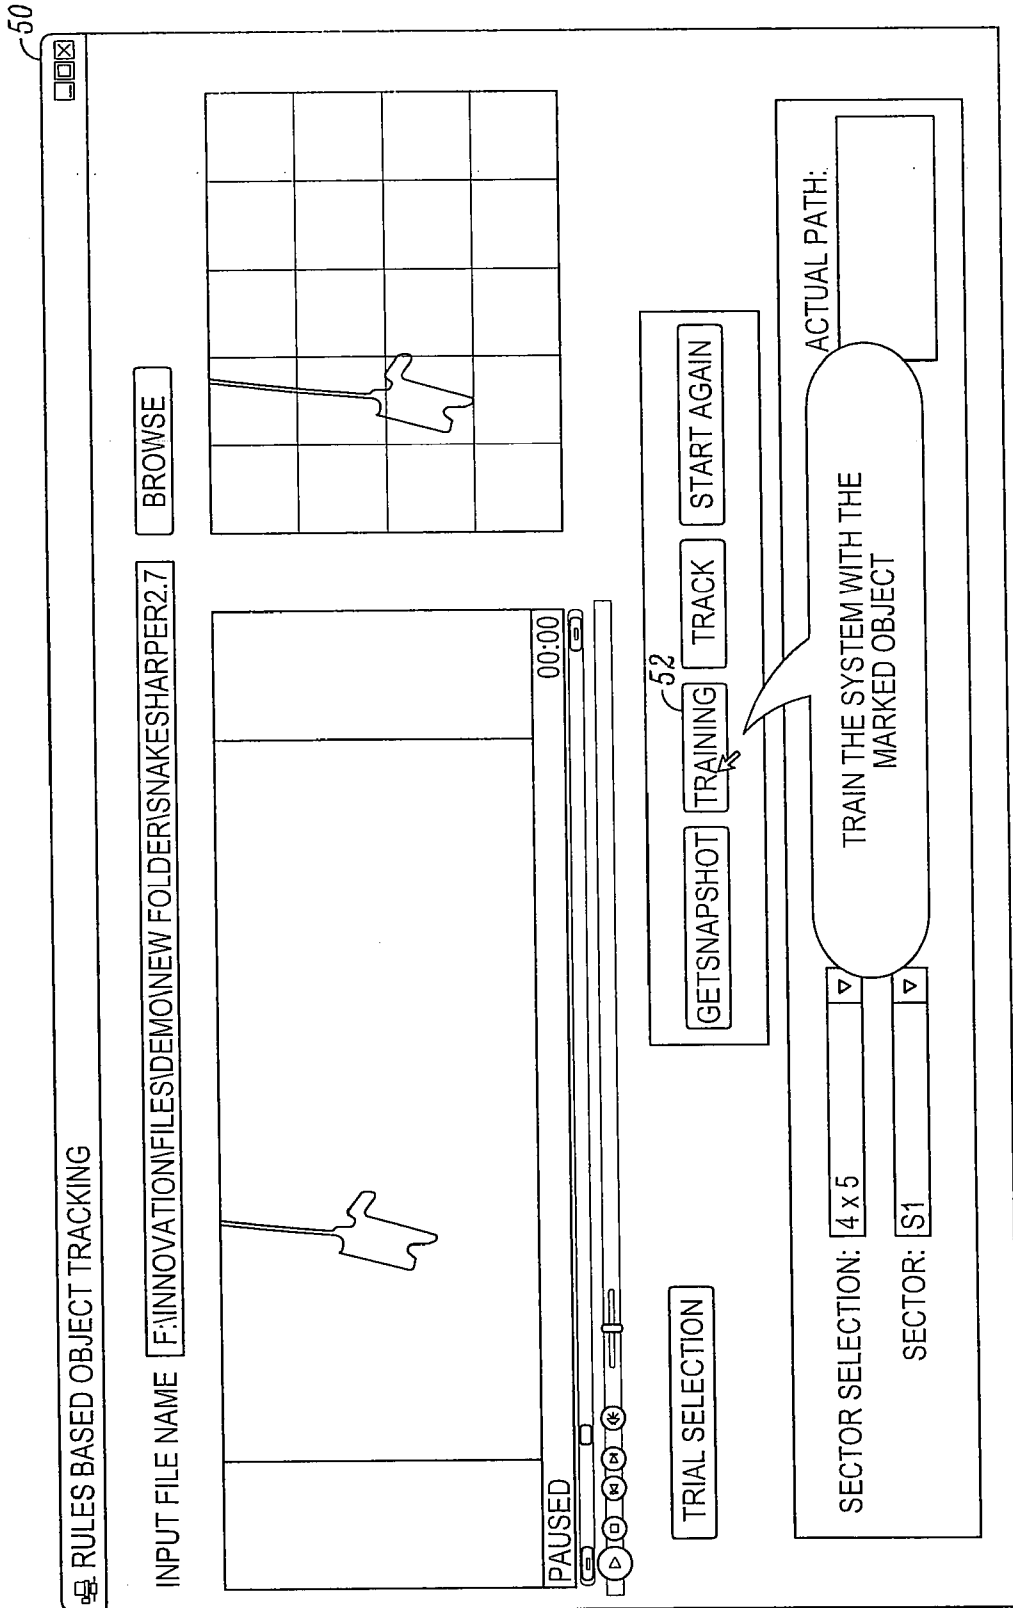 50
RULES BASED OBJECT TRACKING
INPUT FILE NAME F:\INNOVATION\FILES\DEMO\NEW FOLDER\SNAKESHARPER2.7 BROWSE
PAUSED 00:00
52
TRIAL SELECTION GETSNAPSHOT TRAINING TRACK START AGAIN
SECTOR SELECTION: 4 x 5
SECTOR: S1
TRAIN THE SYSTEM WITH THE
MARKED OBJECT
ACTUAL PATH: